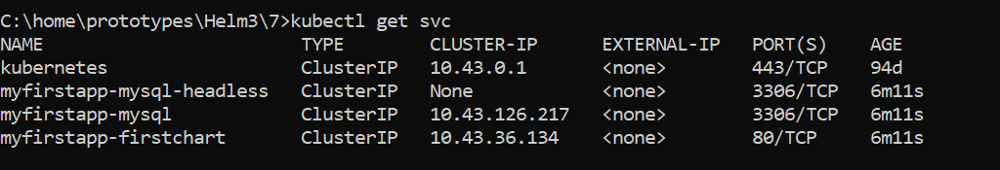 C:\home\prototypes\Helm3\7>kubectl get svc
NAME                        TYPE        CLUSTER-IP      EXTERNAL-IP   PORT(S)    AGE
kubernetes                  ClusterIP   10.43.0.1       <none>        443/TCP    94d
myfirstapp-mysql-headless   ClusterIP   None            <none>        3306/TCP   6m11s
myfirstapp-mysql            ClusterIP   10.43.126.217   <none>        3306/TCP   6m11s
myfirstapp-firstchart       ClusterIP   10.43.36.134    <none>        80/TCP     6m11s